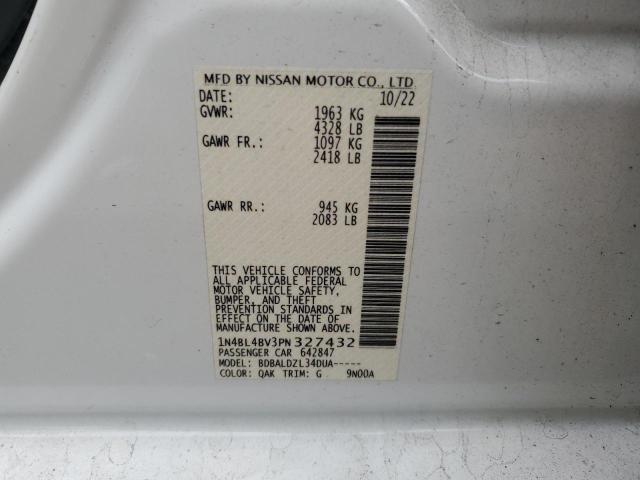 MFD BY NISSAN MOTOR CO., LTD
DATE: 10/22
GVWR: 1963 KG
4328 LB
GAWR FR.: 1097 KG
2418 LB
GAWR RR.: 945 KG
2083 LB
THIS VEHICLE CONFORMS TO
ALL APPLICABLE FEDERAL
MOTOR VEHICLE SAFETY,
BUMPER, AND THEFT
PREVENTION STANDARDS IN
EFFECT ON THE DATE OF
MANUFACTURE SHOWN ABOVE.
1N4BL4BV3PN327432
PASSENGER CAR 642847
MODEL: BDBALDZL34DUA-----
COLOR: QAK TRIM: G 9N00A